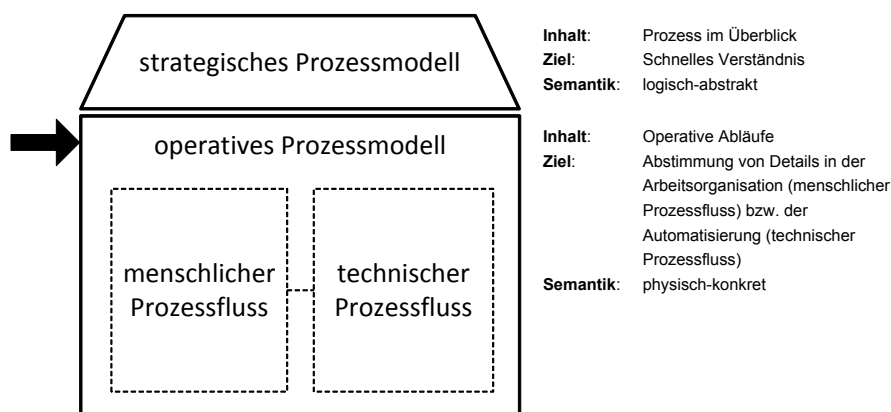 strategisches Prozessmodell
Inhalt: Prozess im Überblick
Ziel: Schnelles Verständnis
Semantik: logisch-abstrakt
operatives Prozessmodell
menschlicher
Prozessfluss
technischer
Prozessfluss
Inhalt: Operative Abläufe
Ziel: Abstimmung von Details in der
Arbeitsorganisation (menschlicher
Prozessfluss) bzw. der
Automatisierung (technischer
Prozessfluss)
Semantik: physisch-konkret